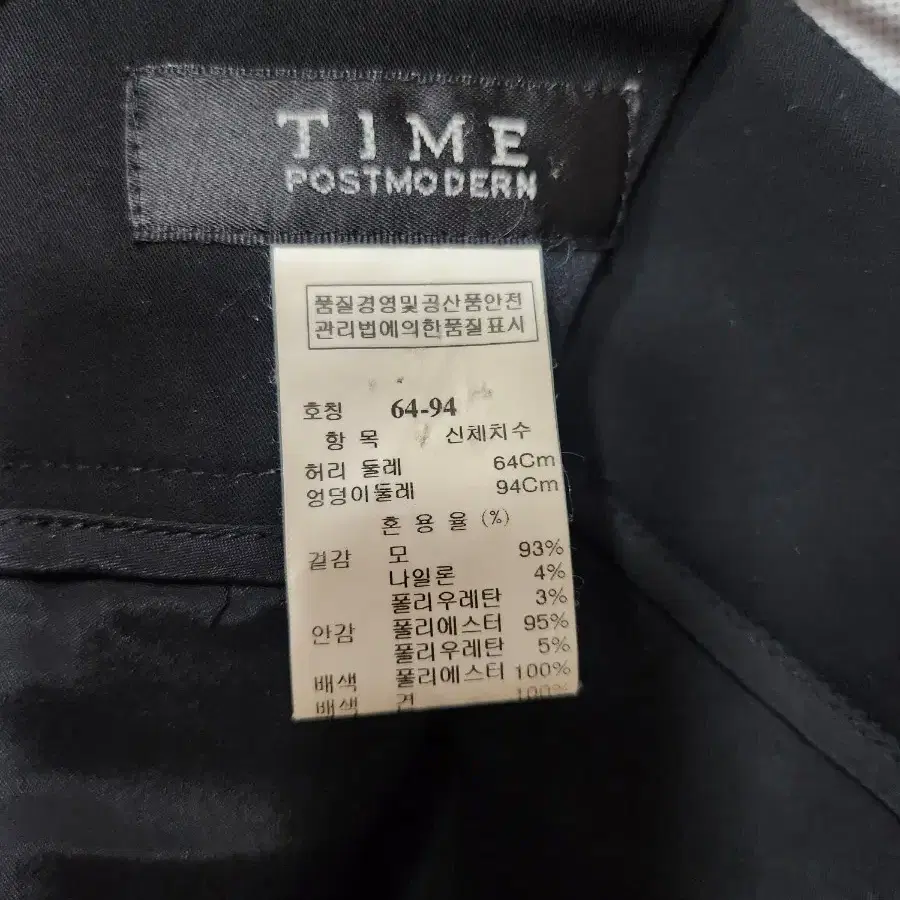 TIME
POSTMODERN
품질경영및공산품안전
관리법에의한품질표시
호칭 64-94
항 목 신체치수
허리 둘레 64Cm
엉덩이둘레 94Cm
혼 용 율 (%)
겉감 모 93%
나일론 4%
폴리우레탄 3%
안감 폴리에스터 95%
폴리우레탄 5%
배색 폴리에스터 100%
배색 견 100%